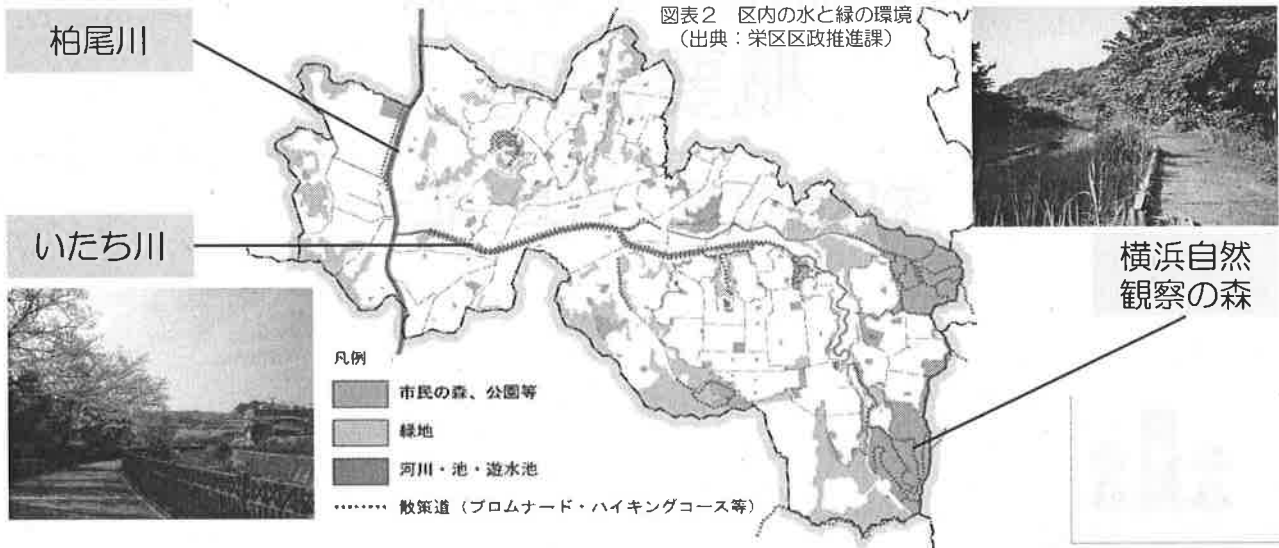 図表2 区内の水と緑の環境
(出典:栄区区政推進課)
柏尾川
いたち川
横浜自然
観察の森
凡例
市民の森、公園等
緑地
河川・池・遊水池
散策道(プロムナード・ハイキングコース等)